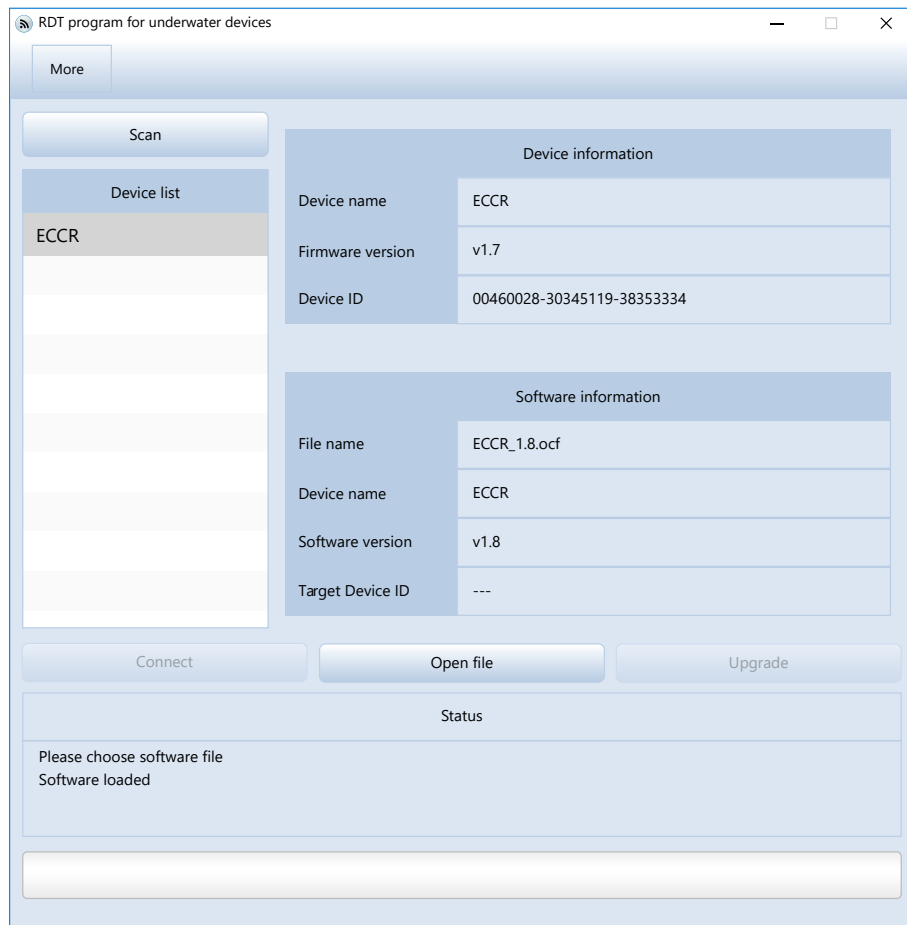 RDT program for underwater devices
More
Scan
Device list
ECCR
Device information
Device name ECCR
Firmware version v1.7
Device ID 00460028-30345119-38353334
Software information
File name ECCR_1.8.ocf
Device name ECCR
Software version v1.8
Target Device ID ---
Connect Open file Upgrade
Status
Please choose software file
Software loaded